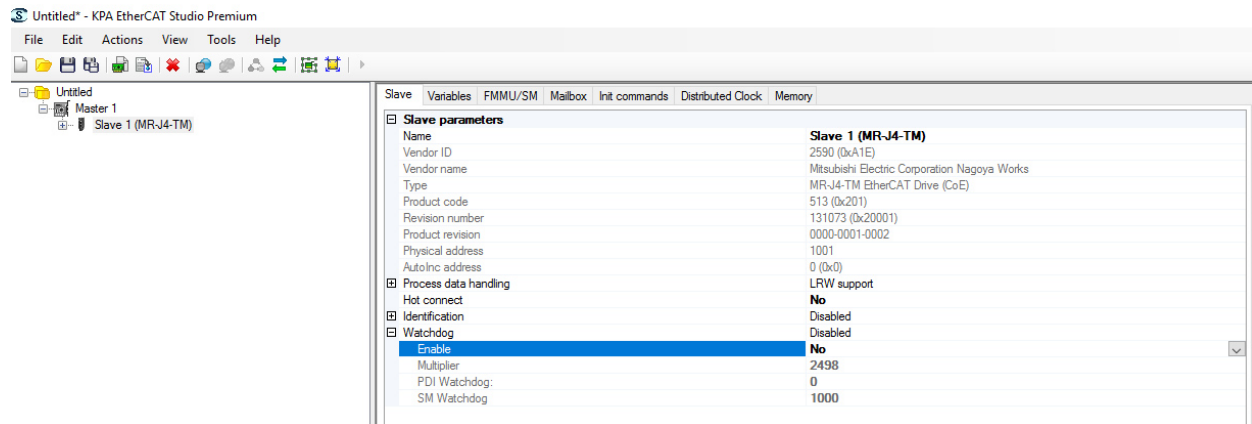 Untitled* - KPA EtherCAT Studio Premium
File Edit Actions View Tools Help
Untitled
Master 1
Slave 1 (MR-J4-TM)
Slave Variables FMMU/SM Mailbox Init commands Distributed Clock Memory
Slave parameters
Name Slave 1 (MR-J4-TM)
Vendor ID 2590 (0xA1E)
Vendor name Mitsubishi Electric Corporation Nagoya Works
Type MR-J4-TM EtherCAT Drive (CoE)
Product code 513 (0x201)
Revision number 131073 (0x20001)
Product revision 0000-0001-0002
Physical address 1001
AutoInc address 0 (0x0)
Process data handling LRW support
Hot connect No
Identification Disabled
Watchdog Disabled
Enable No
Multiplier 2498
PDI Watchdog: 0
SM Watchdog 1000